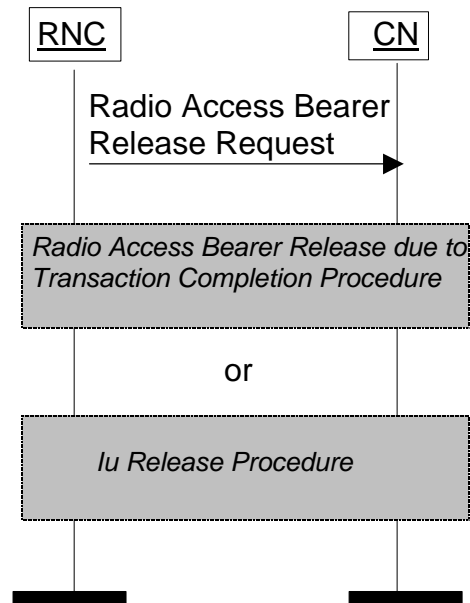 RNC
CN
Radio Access Bearer
Release Request
Radio Access Bearer Release due to
Transaction Completion Procedure
or
Iu Release Procedure